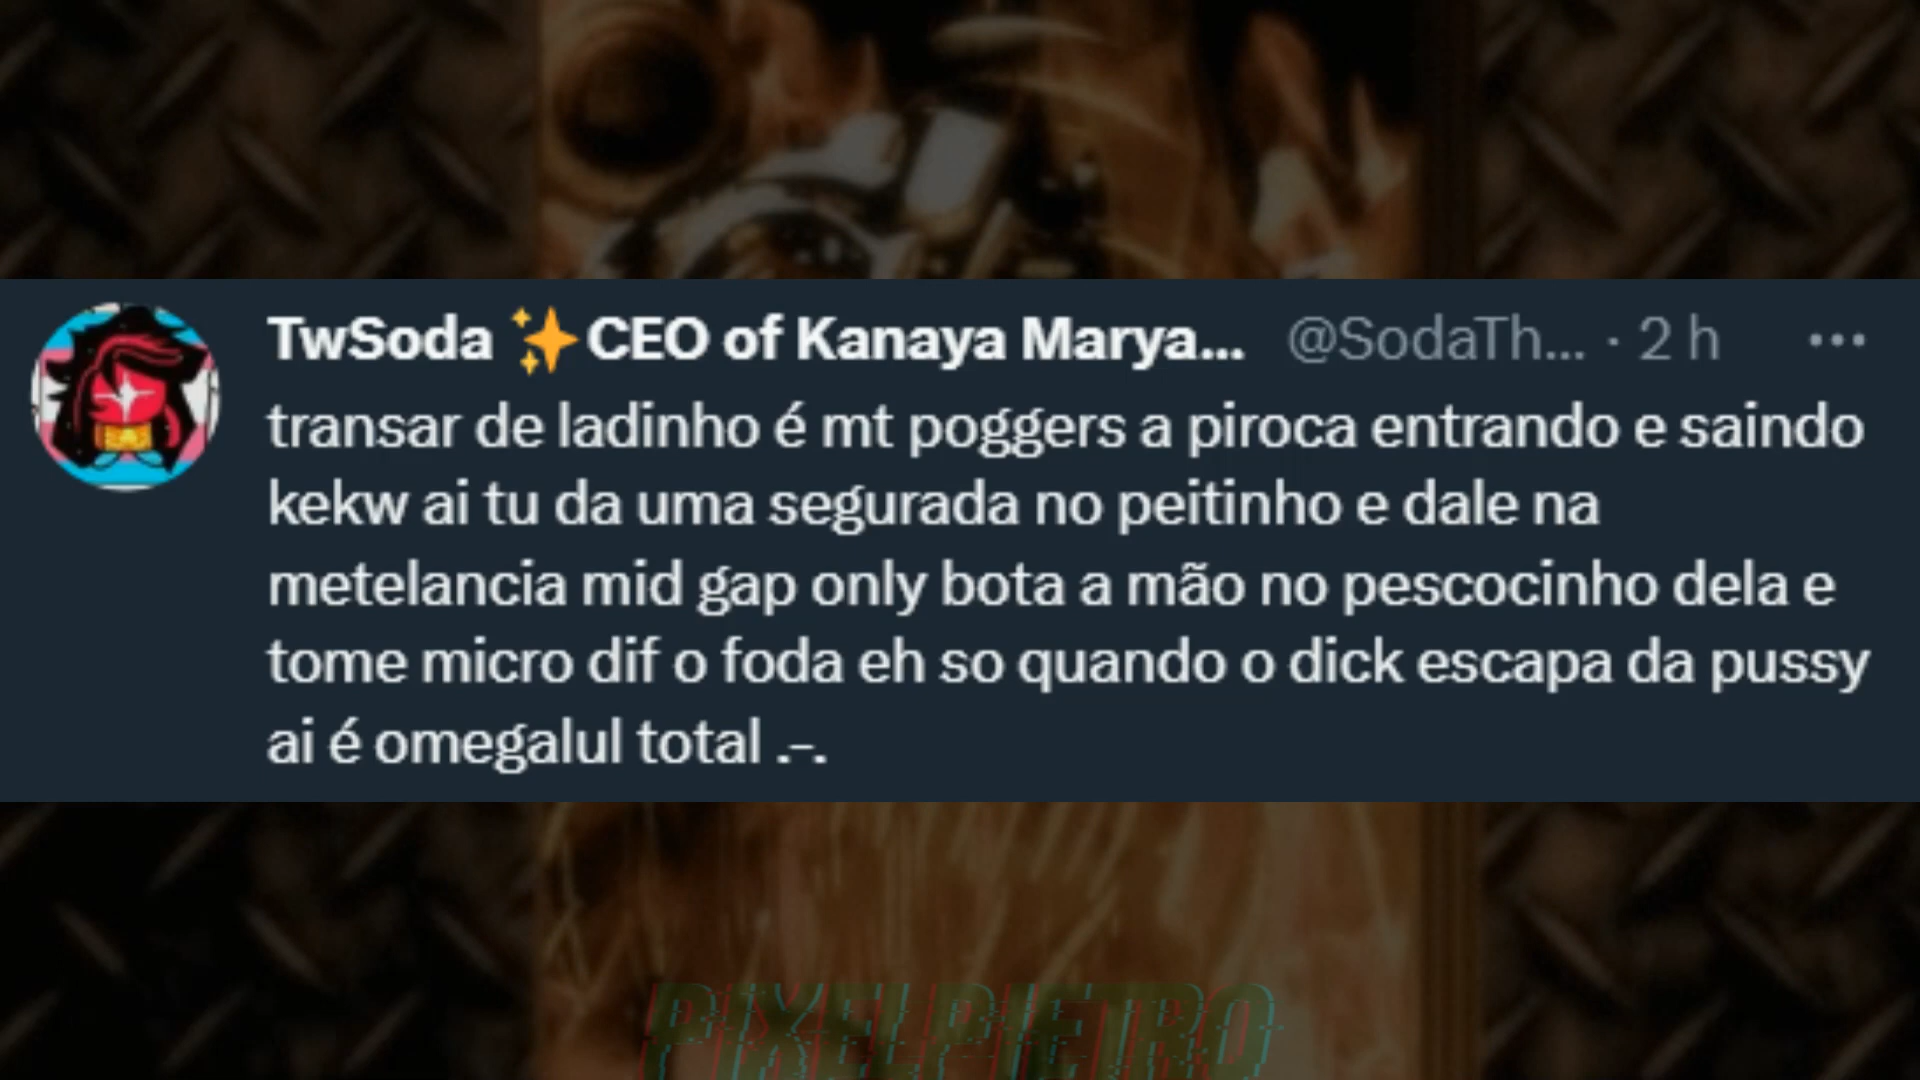 TwSoda ✨CEO of Kanaya Marya... @SodaTh... · 2 h ...
transar de ladinho é mt poggers a piroca entrando e saindo
kekw ai tu da uma segurada no peitinho e dale na
metelancia mid gap only bota a mão no pescocinho dela e
tome micro dif o foda eh so quando o dick escapa da pussy
ai é omegalul total .-.
PIXELPIETRO